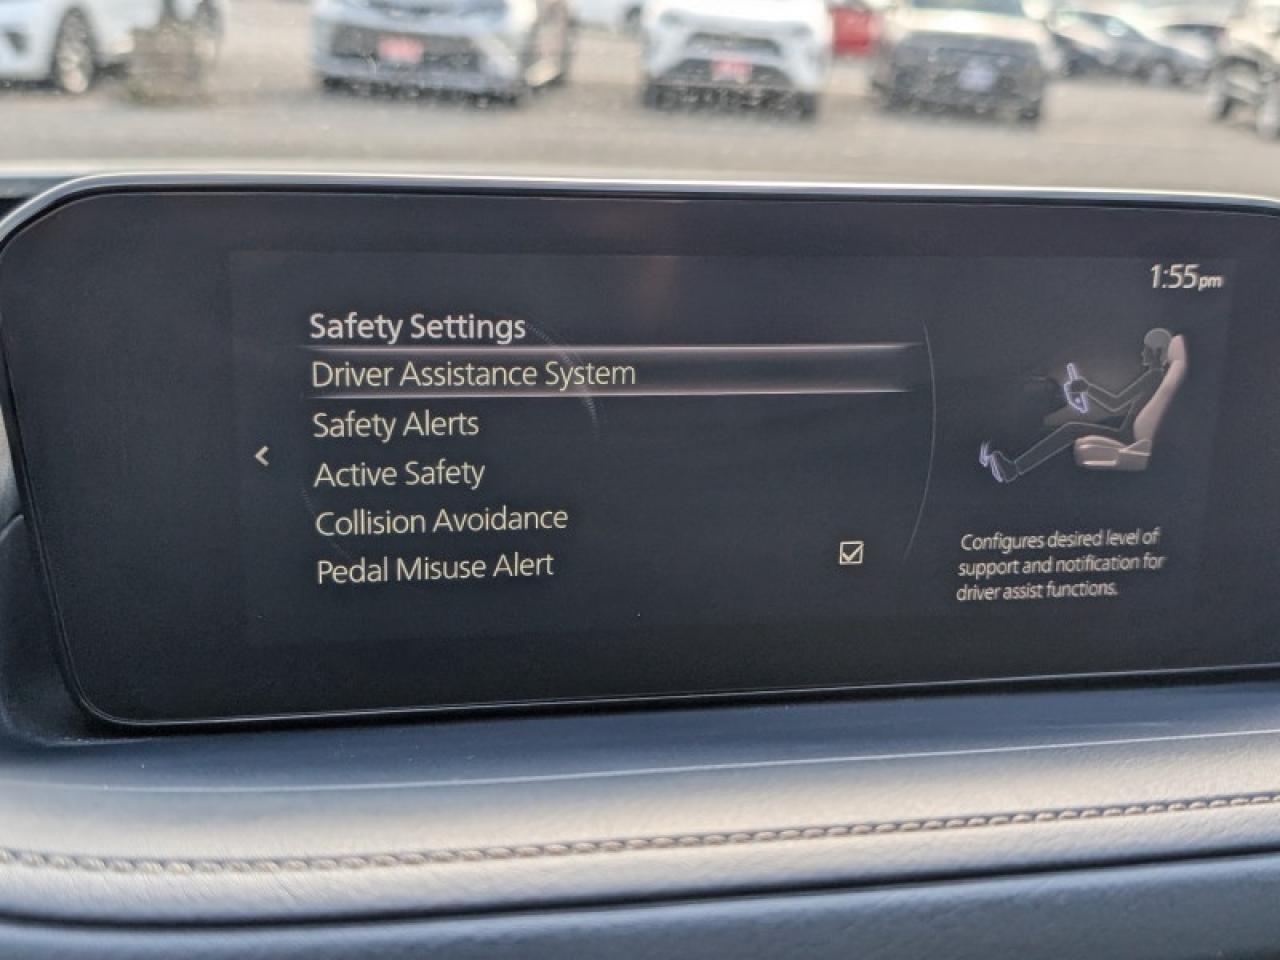 1:55pm
Safety Settings
Driver Assistance System
Safety Alerts
Active Safety
Collision Avoidance
Pedal Misuse Alert
Configures desired level of
support and notification for
driver assist functions.